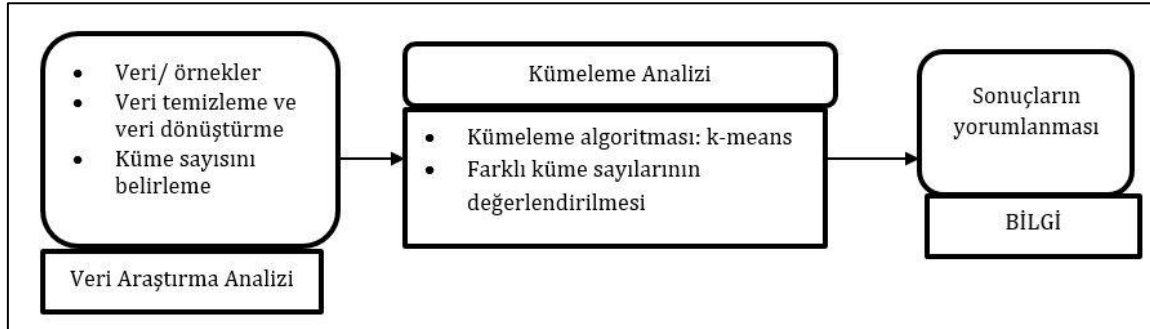 • Veri/ örnekler
• Veri temizleme ve
veri dönüştürme
• Küme sayısını
belirleme
Veri Araştırma Analizi
Kümeleme Analizi
• Kümeleme algoritması: k-means
• Farklı küme sayılarının
değerlendirilmesi
Sonuçların
yorumlanması
BİLGİ